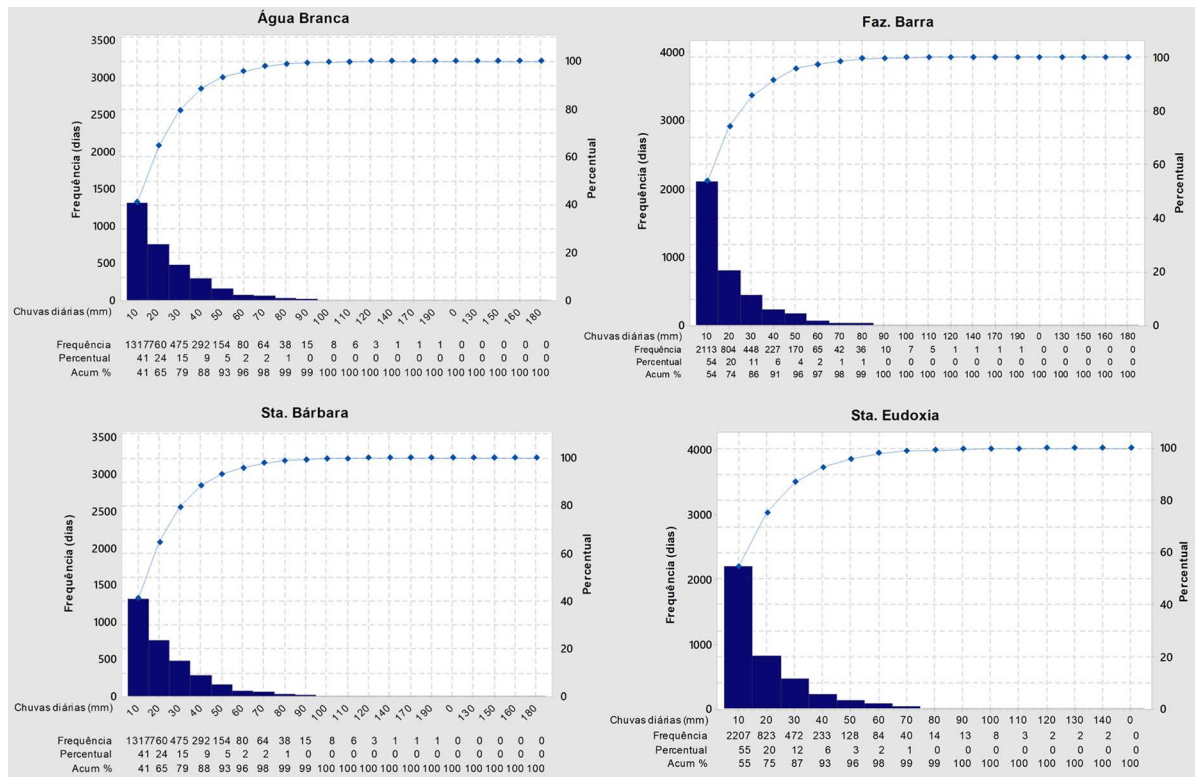 Água Branca
3500
3000
2500
2000
1500
1000
500
0
Frequência (dias)
100
80
60
40
20
0
Percentual
Chuvas diárias (mm) 10 20 30 40 50 60 70 80 90 100 110 120 140 170 190 0 130 150 160 180
Frequência 1317 760 475 292 154 80 64 38 15 8 6 3 1 1 1 0 0 0 0 0
Percentual 41 24 15 9 5 2 2 1 0 0 0 0 0 0 0 0 0 0 0 0
Acum % 41 65 79 88 93 96 98 99 99 100 100 100 100 100 100 100 100 100 100 100
Faz. Barra
4000
3000
2000
1000
0
Frequência (dias)
100
80
60
40
20
0
Percentual
Chuvas diárias (mm) 10 20 30 40 50 60 70 80 90 100 110 120 140 170 190 0 130 150 160 180
Frequência 2113 804 448 227 170 65 42 36 10 7 5 1 1 1 1 0 0 0 0 0
Percentual 54 20 11 6 4 2 1 1 0 0 0 0 0 0 0 0 0 0 0 0
Acum % 54 74 86 91 96 97 98 99 100 100 100 100 100 100 100 100 100 100 100 100
Sta. Bárbara
3500
3000
2500
2000
1500
1000
500
0
Frequência (dias)
100
80
60
40
20
0
Percentual
Chuvas diárias (mm) 10 20 30 40 50 60 70 80 90 100 110 120 140 170 190 0 130 150 160 180
Frequência 1317 760 475 292 154 80 64 38 15 8 6 3 1 1 1 0 0 0 0 0
Percentual 41 24 15 9 5 2 2 1 0 0 0 0 0 0 0 0 0 0 0 0
Acum % 41 65 79 88 93 96 98 99 99 100 100 100 100 100 100 100 100 100 100 100
Sta. Eudoxia
4000
3000
2000
1000
0
Frequência (dias)
100
80
60
40
20
0
Percentual
Chuvas diárias (mm) 10 20 30 40 50 60 70 80 90 100 110 120 130 140 0
Frequência 2207 823 472 233 128 84 40 14 13 8 3 2 2 2 0
Percentual 55 20 12 6 3 2 1 0 0 0 0 0 0 0 0
Acum % 55 75 87 93 96 98 99 99 100 100 100 100 100 100 100